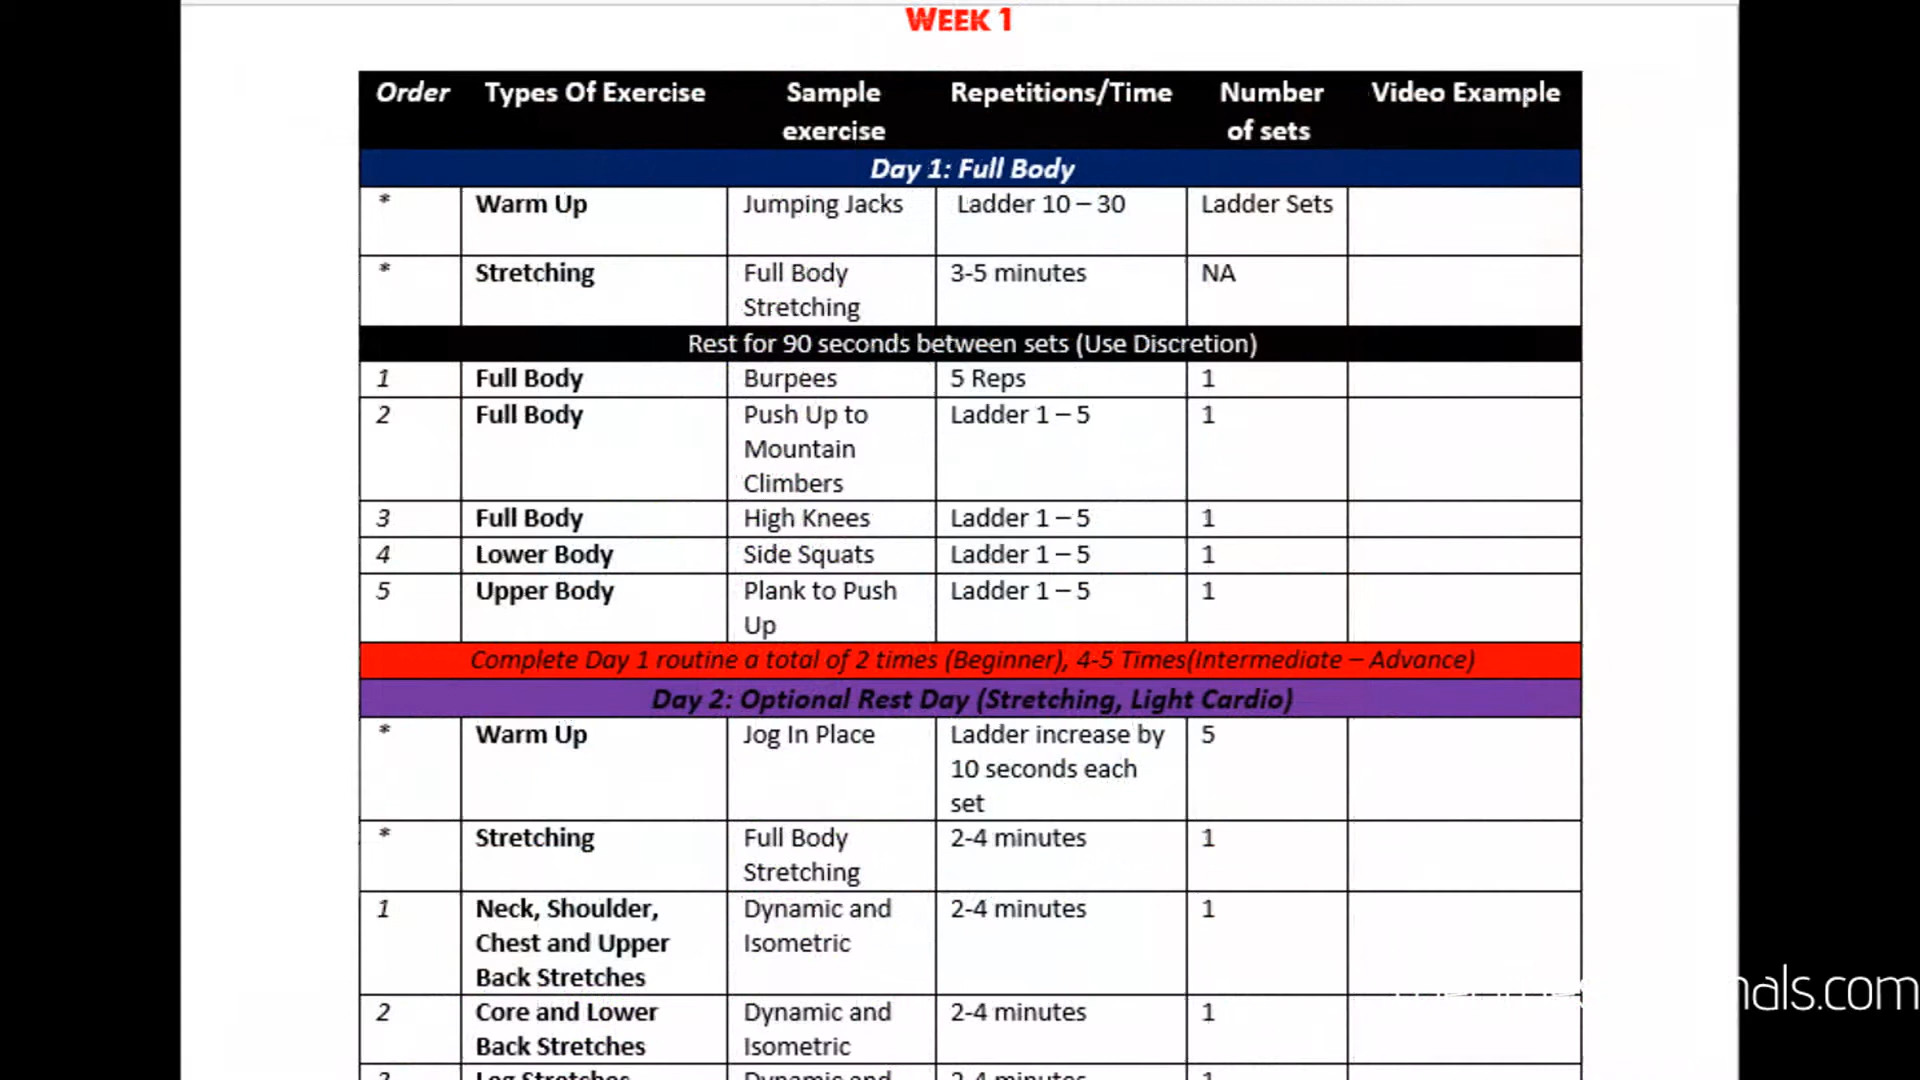 WEEK 1
Order Types Of Exercise Sample exercise Repetitions/Time Number of sets Video Example
Day 1: Full Body
* Warm Up Jumping Jacks Ladder 10 – 30 Ladder Sets
* Stretching Full Body Stretching 3-5 minutes NA
Rest for 90 seconds between sets (Use Discretion)
1 Full Body Burpees 5 Reps 1
2 Full Body Push Up to Mountain Climbers Ladder 1 – 5 1
3 Full Body High Knees Ladder 1 – 5 1
4 Lower Body Side Squats Ladder 1 – 5 1
5 Upper Body Plank to Push Up Ladder 1 – 5 1
Complete Day 1 routine a total of 2 times (Beginner), 4-5 Times(Intermediate – Advance)
Day 2: Optional Rest Day (Stretching, Light Cardio)
* Warm Up Jog In Place Ladder increase by 10 seconds each set 5
* Stretching Full Body Stretching 2-4 minutes 1
1 Neck, Shoulder, Chest and Upper Back Stretches Dynamic and Isometric 2-4 minutes 1
2 Core and Lower Back Stretches Dynamic and Isometric 2-4 minutes 1
Leg Stretches Dynamic and 2-4 minutes 1